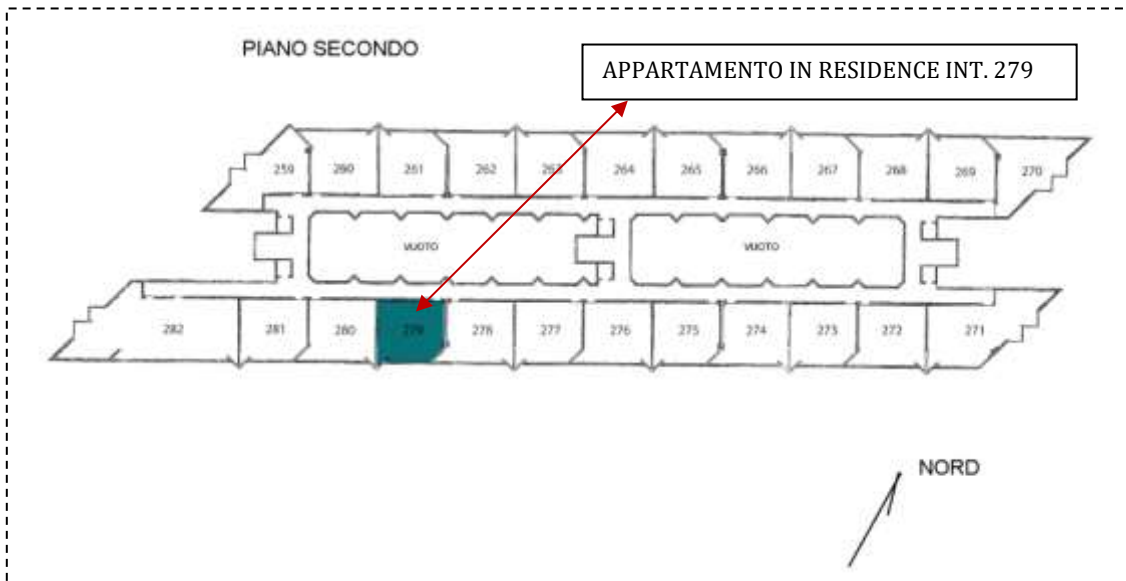 PIANO SECONDO
APPARTAMENTO IN RESIDENCE INT. 279
259 260 261 262 263 264 265 266 267 268 269 270
VUOTO VUOTO
282 281 280 279 278 277 276 275 274 273 272 271
NORD